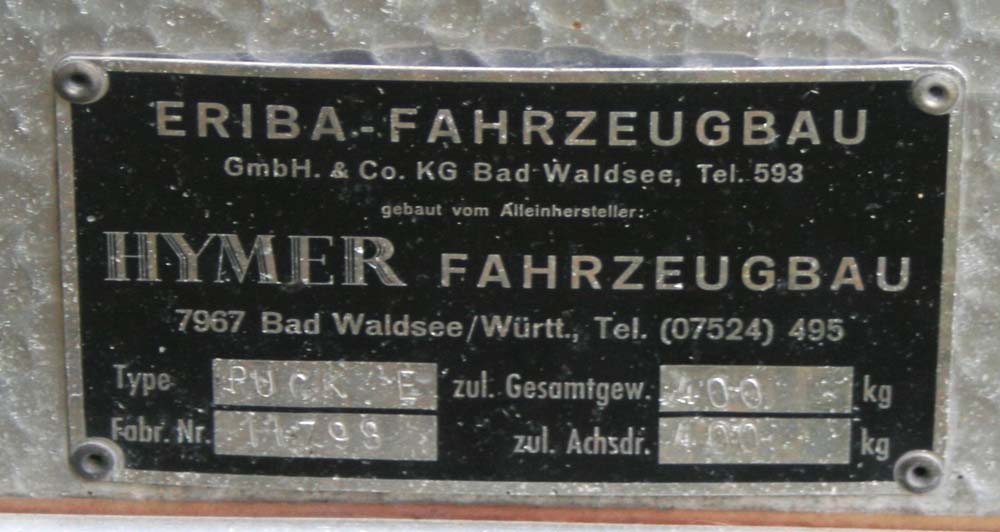 ERIBA-FAHRZEUGBAU
GmbH. & Co. KG Bad Waldsee, Tel. 593
gebaut vom Alleinhersteller:
HYMER FAHRZEUGBAU
7967 Bad Waldsee/Württ., Tel. (07524) 495
Type PUCK E zul. Gesamtgew. 400 kg
Fabr. Nr. 11798 zul. Achsdr. 400 kg